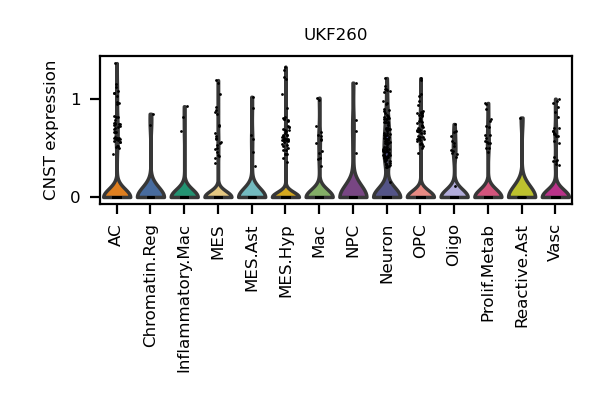 UKF260
CNST expression
1
0
AC
Chromatin.Reg
Inflammatory.Mac
MES
MES.Ast
MES.Hyp
Mac
NPC
Neuron
OPC
Oligo
Prolif.Metab
Reactive.Ast
Vasc